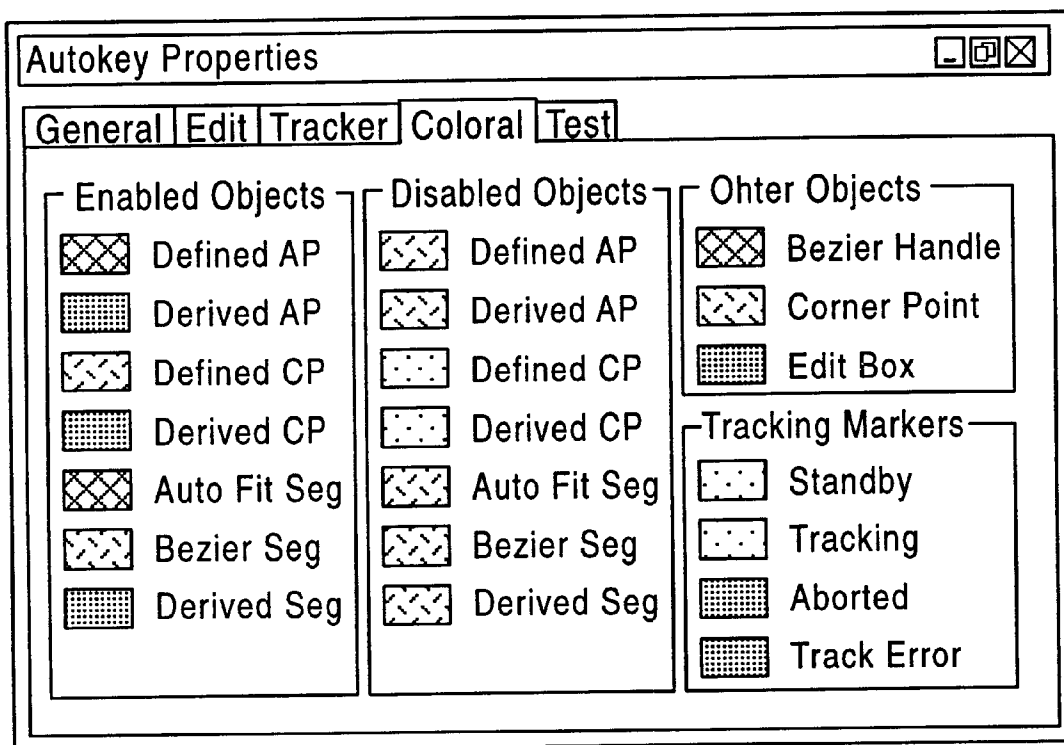 Autokey Properties
General Edit Tracker Coloral Test
Enabled Objects
Defined AP
Derived AP
Defined CP
Derived CP
Auto Fit Seg
Bezier Seg
Derived Seg
Disabled Objects
Defined AP
Derived AP
Defined CP
Derived CP
Auto Fit Seg
Bezier Seg
Derived Seg
Ohter Objects
Bezier Handle
Corner Point
Edit Box
Tracking Markers
Standby
Tracking
Aborted
Track Error